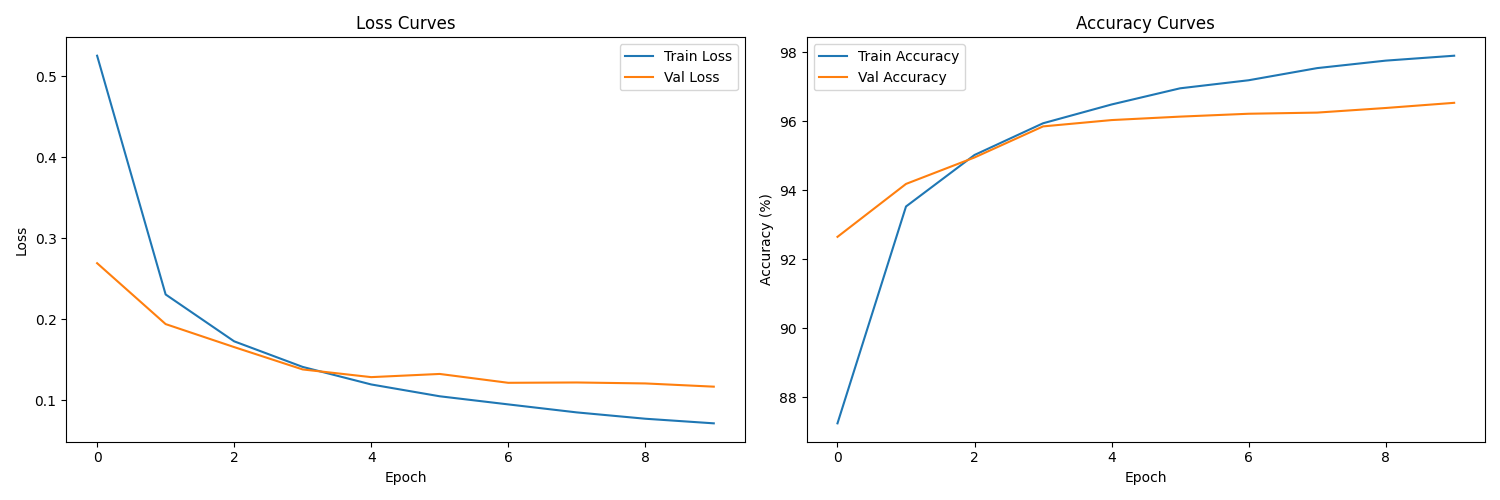 Loss Curves
Train Loss
Val Loss
0.5
0.4
0.3
0.2
0.1
Loss
0 2 4 6 8
Epoch
Accuracy Curves
Train Accuracy
Val Accuracy
98
96
94
92
90
88
Accuracy (%)
0 2 4 6 8
Epoch